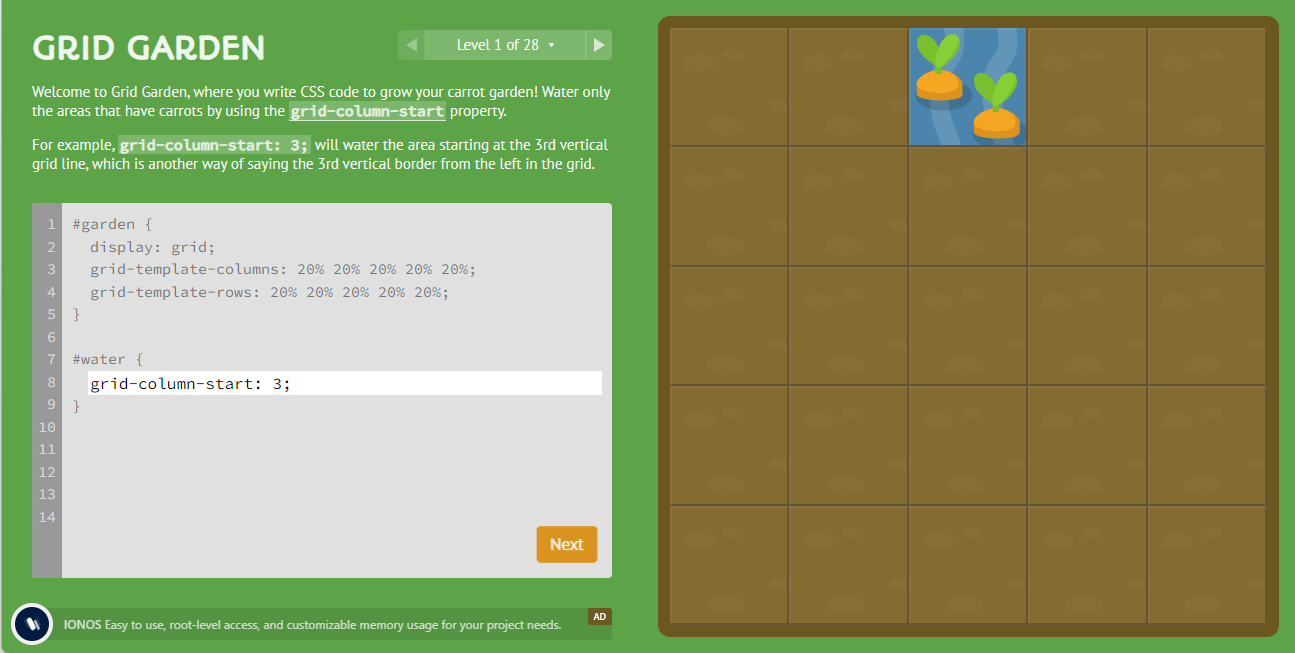 GRID GARDEN
Level 1 of 28
Welcome to Grid Garden, where you write CSS code to grow your carrot garden! Water only
the areas that have carrots by using the grid-column-start property.
For example, grid-column-start: 3; will water the area starting at the 3rd vertical
grid line, which is another way of saying the 3rd vertical border from the left in the grid.
1 #garden {
2 display: grid;
3 grid-template-columns: 20% 20% 20% 20% 20%;
4 grid-template-rows: 20% 20% 20% 20% 20%;
5 }
6
7 #water {
8 grid-column-start: 3;
9 }
10
11
12
13
14
Next
AD
IONOS Easy to use, root-level access, and customizable memory usage for your project needs.